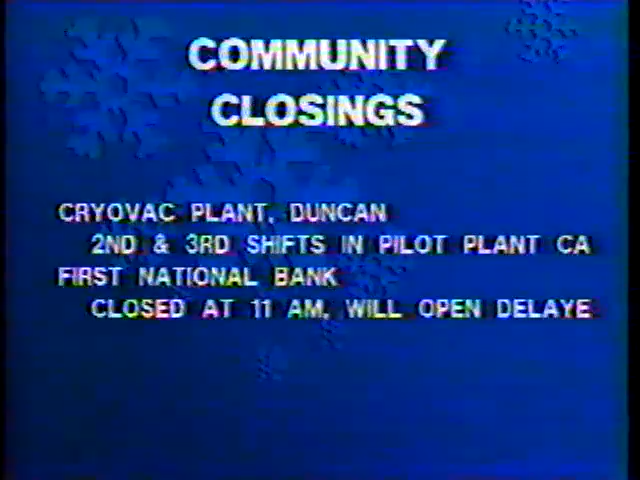 COMMUNITY
CLOSINGS
CRYOVAC PLANT, DUNCAN
2ND & 3RD SHIFTS IN PILOT PLANT CA
FIRST NATIONAL BANK
CLOSED AT 11 AM, WILL OPEN DELAYE